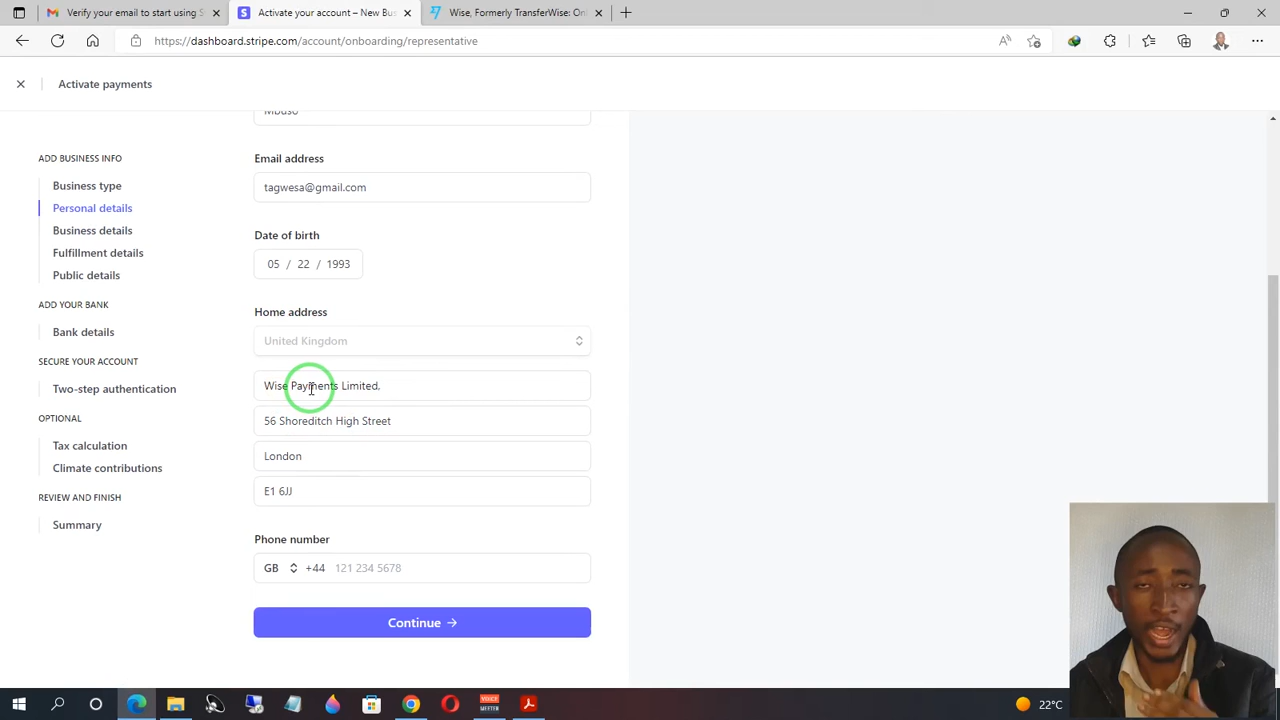 Verify your email to start using S
Activate your account – New Bus
Wise, Formerly TransferWise: Onl
https://dashboard.stripe.com/account/onboarding/representative
Activate payments
Mbuso
ADD BUSINESS INFO
Business type
Personal details
Business details
Fulfillment details
Public details
ADD YOUR BANK
Bank details
SECURE YOUR ACCOUNT
Two-step authentication
OPTIONAL
Tax calculation
Climate contributions
REVIEW AND FINISH
Summary
Email address
tagwesa@gmail.com
Date of birth
05 / 22 / 1993
Home address
United Kingdom
Wise Payments Limited,
56 Shoreditch High Street
London
E1 6JJ
Phone number
GB +44 121 234 5678
Continue →
VOICE
MEETER
22°C